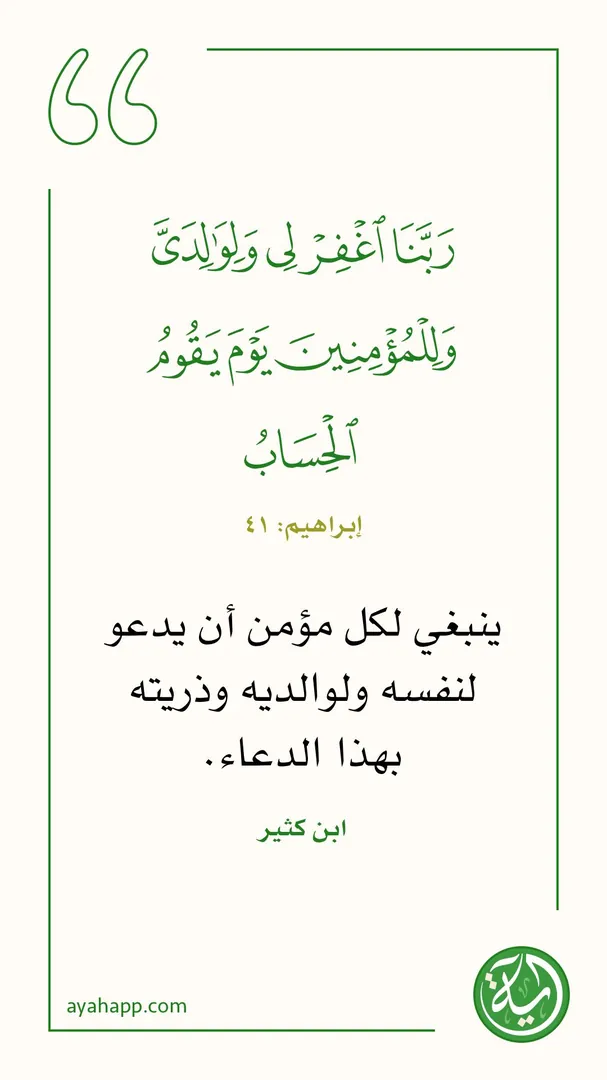 رَبَّنَا ٱغْفِرْ لِى وَلِوَٰلِدَىَّ
وَلِلْمُؤْمِنِينَ يَوْمَ يَقُومُ
ٱلْحِسَابُ
إبراهيم: ٤١
ينبغي لكل مؤمن أن يدعو
لنفسه ولوالديه وذريته
بهذا الدعاء.
ابن كثير
ayahapp.com
آية